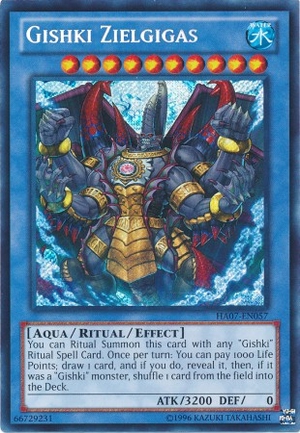 GISHKI ZIELGIGAS
WATER
水
HA07-EN057
[AQUA / RITUAL / EFFECT]
You can Ritual Summon this card with any "Gishki"
Ritual Spell Card. Once per turn: You can pay 1000 Life
Points; draw 1 card, and if you do, reveal it, then, if it
was a "Gishki" monster, shuffle 1 card from the field into
the Deck.
ATK/3200 DEF/ 0
66729231
©1996 KAZUKI TAKAHASHI